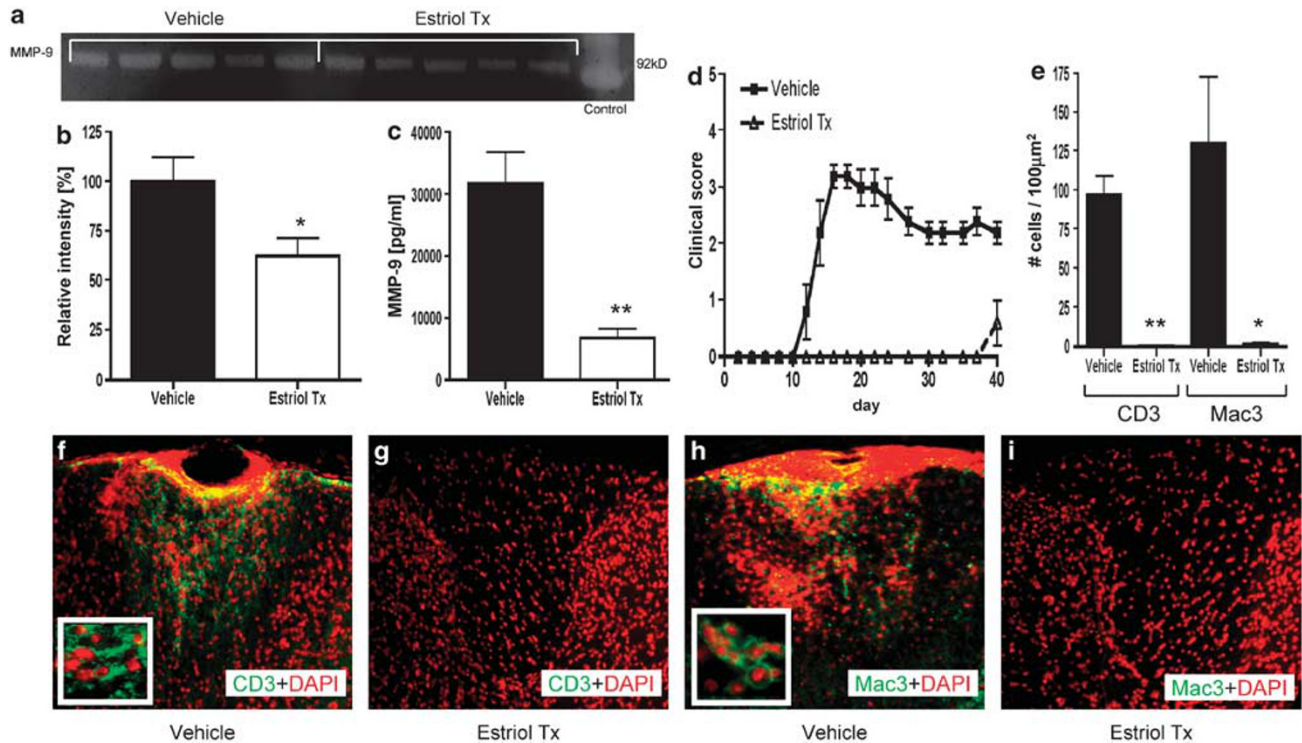 a
Vehicle
Estriol Tx
MMP-9
92kD
Control
b
Relative intensity [%]
125
100
75
50
25
0
*
Vehicle
Estriol Tx
c
MMP-9 [pg/ml]
40000
30000
20000
10000
0
**
Vehicle
Estriol Tx
d
Clinical score
5
4
3
2
1
0
Vehicle
Estriol Tx
0
10
20
30
40
day
e
# cells / 100µm²
175
150
125
100
75
50
25
0
**
*
Vehicle
Estriol Tx
Vehicle
Estriol Tx
CD3
Mac3
f
CD3+DAPI
Vehicle
g
CD3+DAPI
Estriol Tx
h
Mac3+DAPI
Vehicle
i
Mac3+DAPI
Estriol Tx